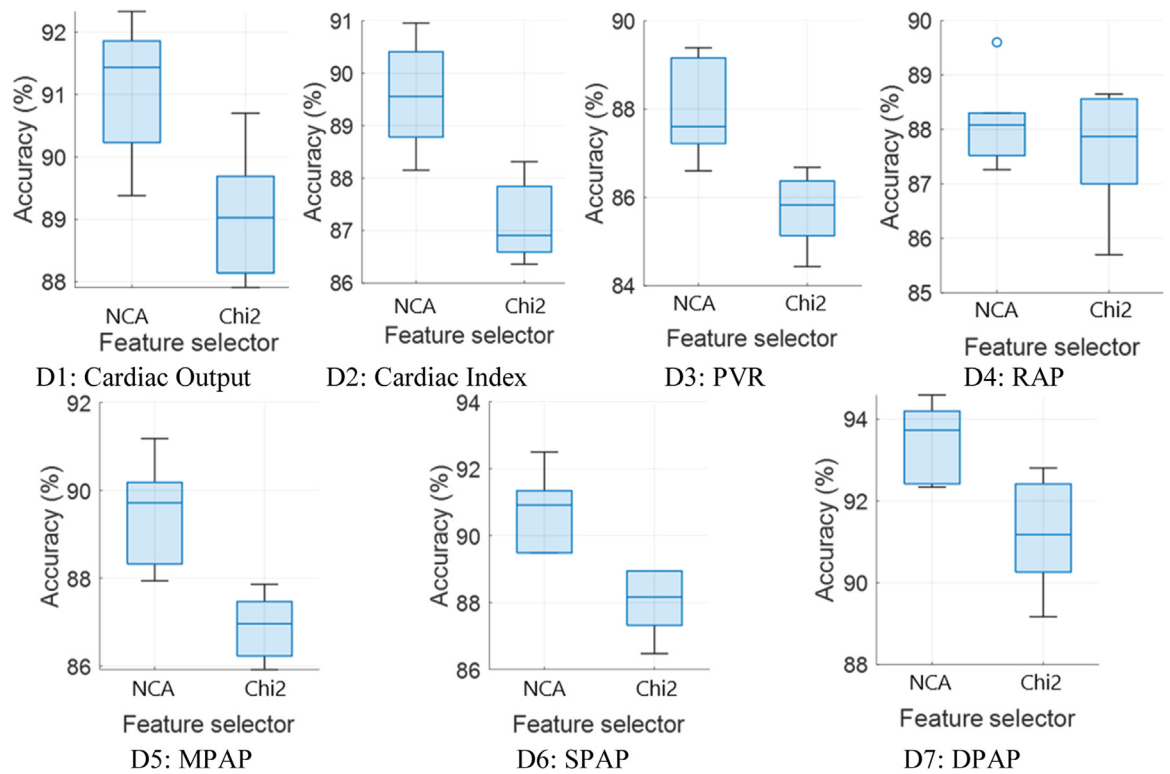 Accuracy (%)
92
91
90
89
88
NCA
Chi2
Feature selector
D1: Cardiac Output
Accuracy (%)
91
90
89
88
87
86
NCA
Chi2
Feature selector
D2: Cardiac Index
Accuracy (%)
90
88
86
84
NCA
Chi2
Feature selector
D3: PVR
Accuracy (%)
90
89
88
87
88
85
NCA
Chi2
Feature selector
D4: RAP
Accuracy (%)
92
90
88
86
NCA
Chi2
Feature selector
D5: MPAP
Accuracy (%)
94
92
90
88
86
NCA
Chi2
Feature selector
D6: SPAP
Accuracy (%)
94
92
90
88
NCA
Chi2
Feature selector
D7: DPAP